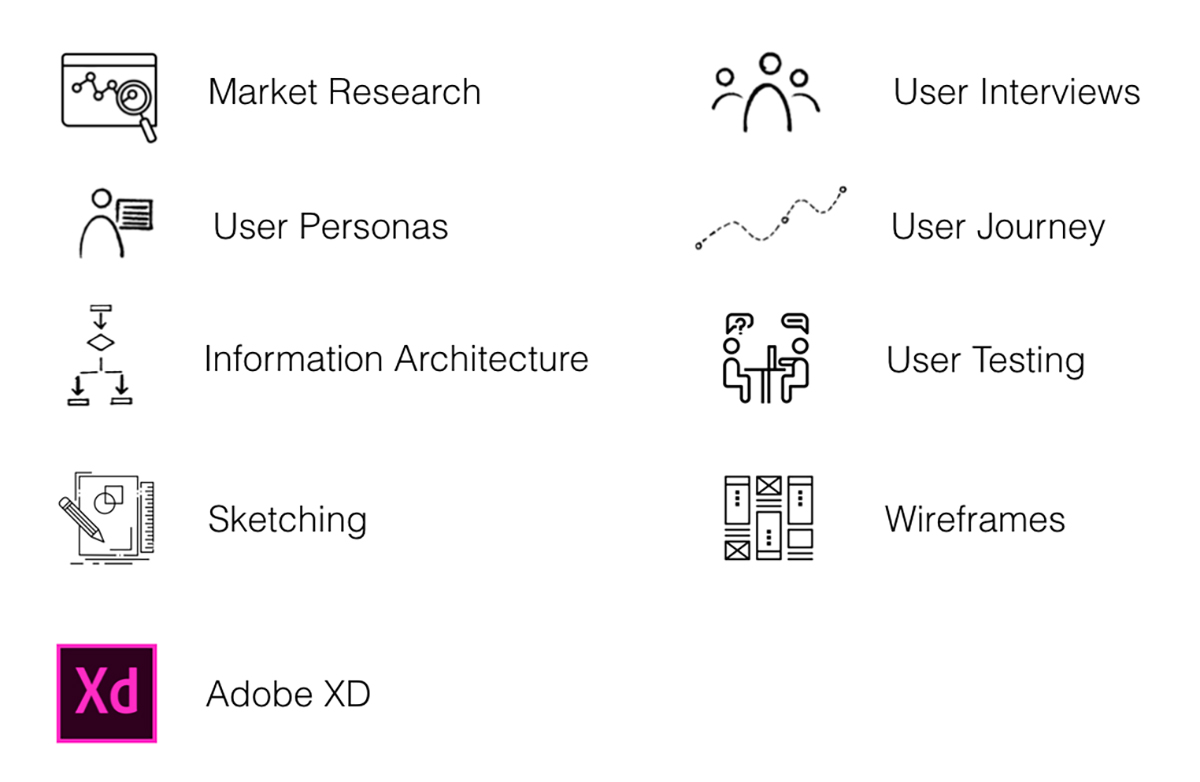 Market Research
User Interviews
User Personas
User Journey
?
Information Architecture
User Testing
Sketching
Wireframes
Xd
Adobe XD